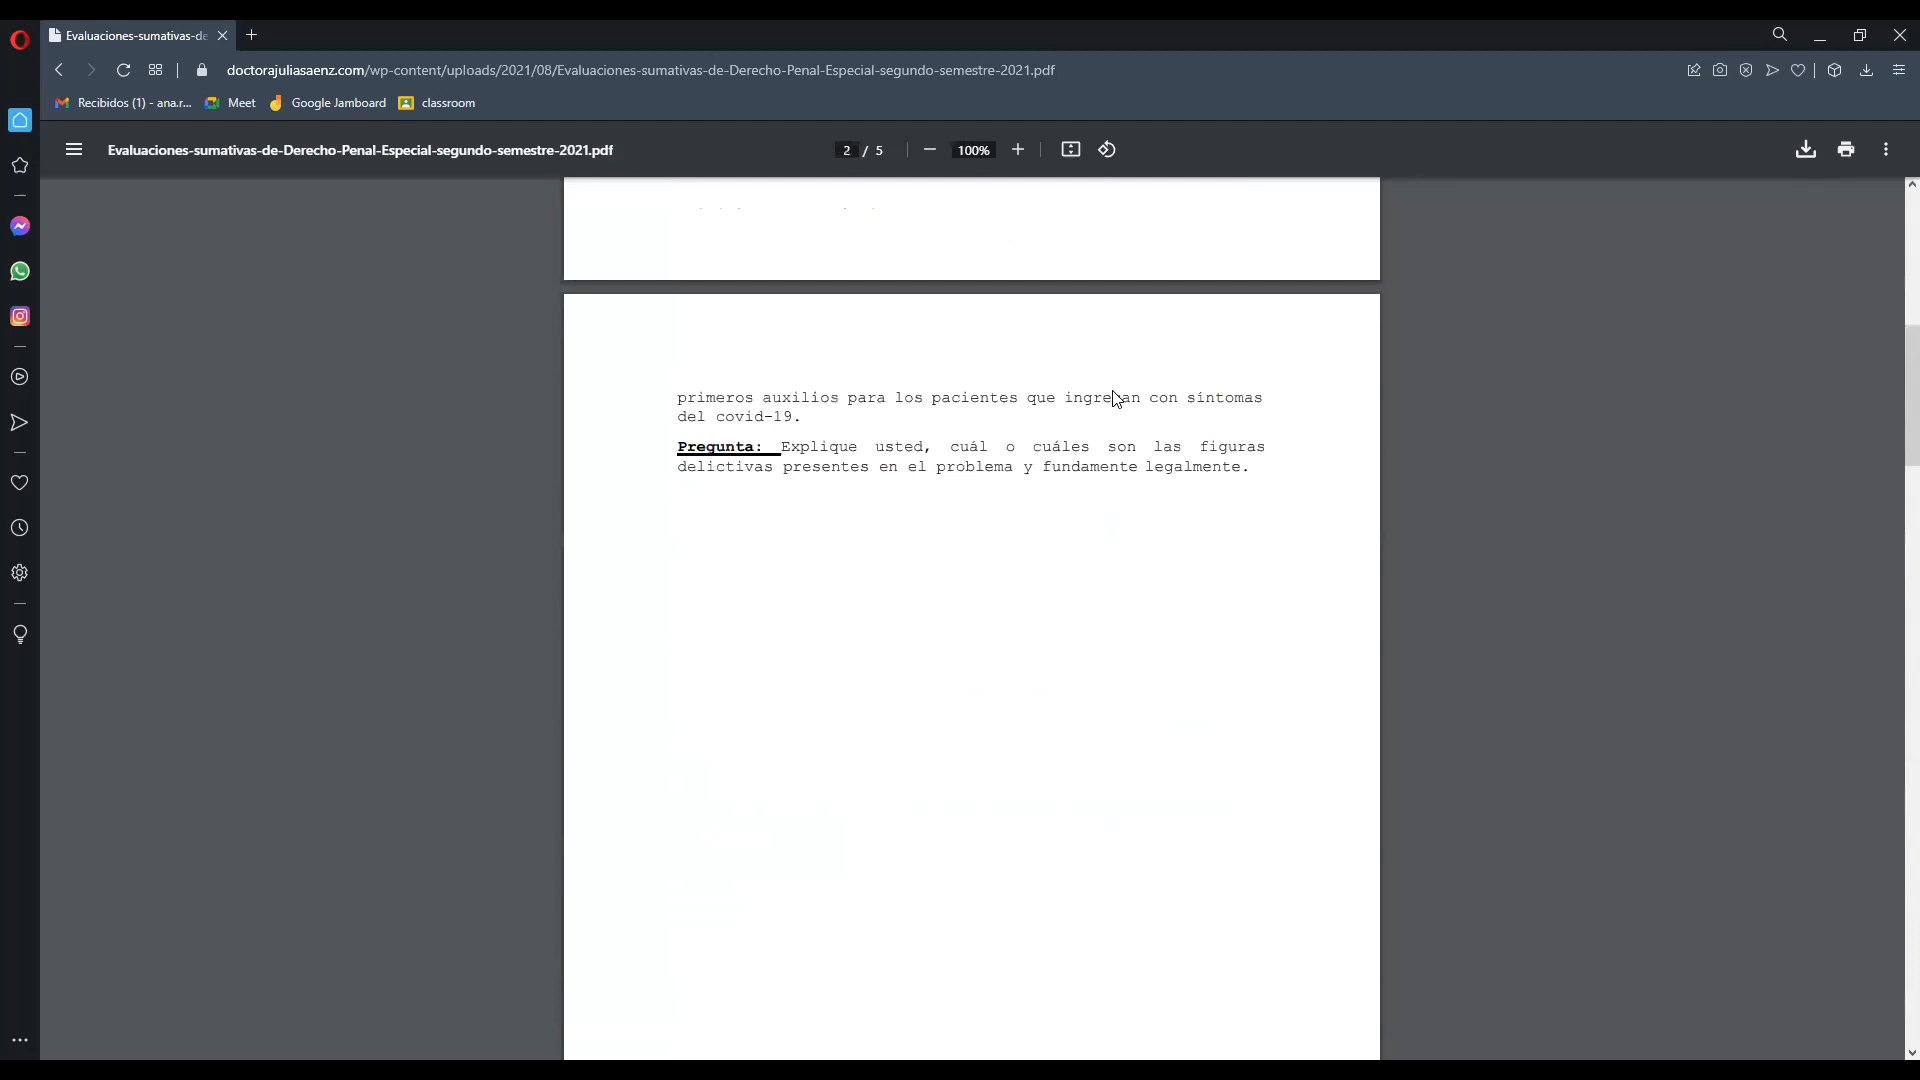 Evaluaciones-sumativas-de
doctorajuliasaenz.com/wp-content/uploads/2021/08/Evaluaciones-sumativas-de-Derecho-Penal-Especial-segundo-semestre-2021.pdf
Recibidos (1) - ana.r... Meet Google Jamboard classroom
Evaluaciones-sumativas-de-Derecho-Penal-Especial-segundo-semestre-2021.pdf 2 / 5 100%
primeros auxilios para los pacientes que ingresan con síntomas
del covid-19.
Pregunta: Explique usted, cuál o cuáles son las figuras
delictivas presentes en el problema y fundamente legalmente.